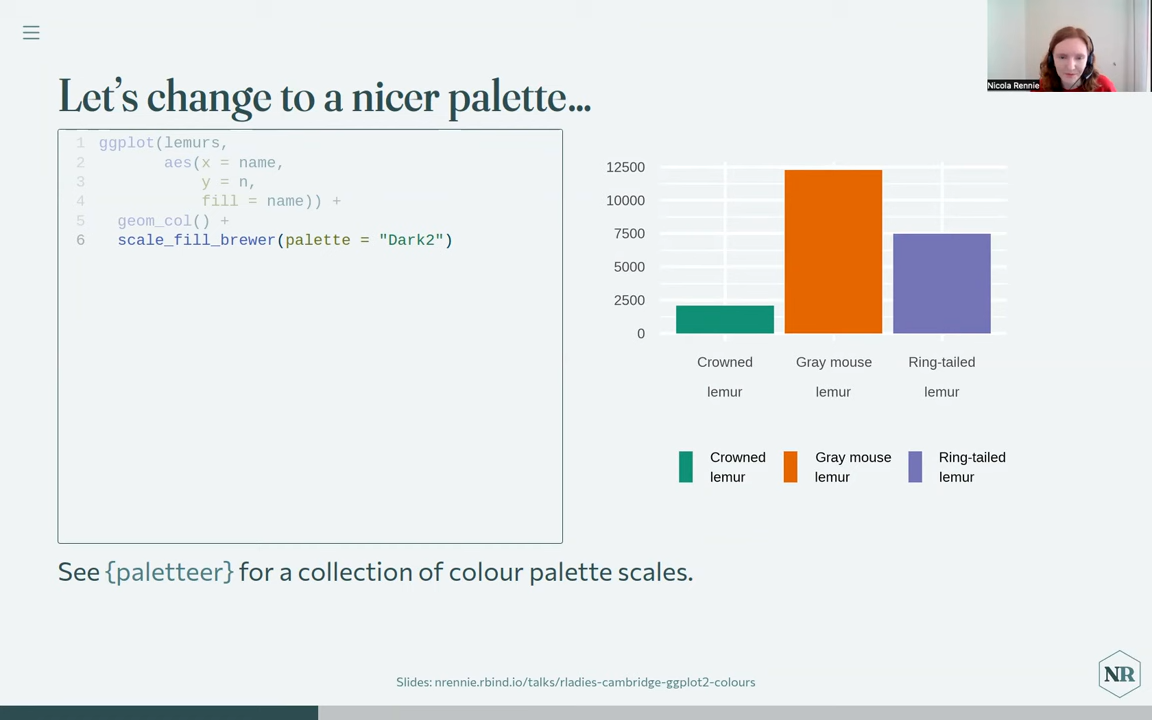 Nicola Rennie
Let's change to a nicer palette...
1 ggplot(lemurs,
2        aes(x = name,
3            y = n,
4            fill = name)) +
5   geom_col() +
6   scale_fill_brewer(palette = "Dark2")
12500
10000
7500
5000
2500
0
Crowned Gray mouse Ring-tailed
lemur lemur lemur
Crowned Gray mouse Ring-tailed
lemur lemur lemur
See {paletteer} for a collection of colour palette scales.
Slides: nrennie.rbind.io/talks/rladies-cambridge-ggplot2-colours
NR